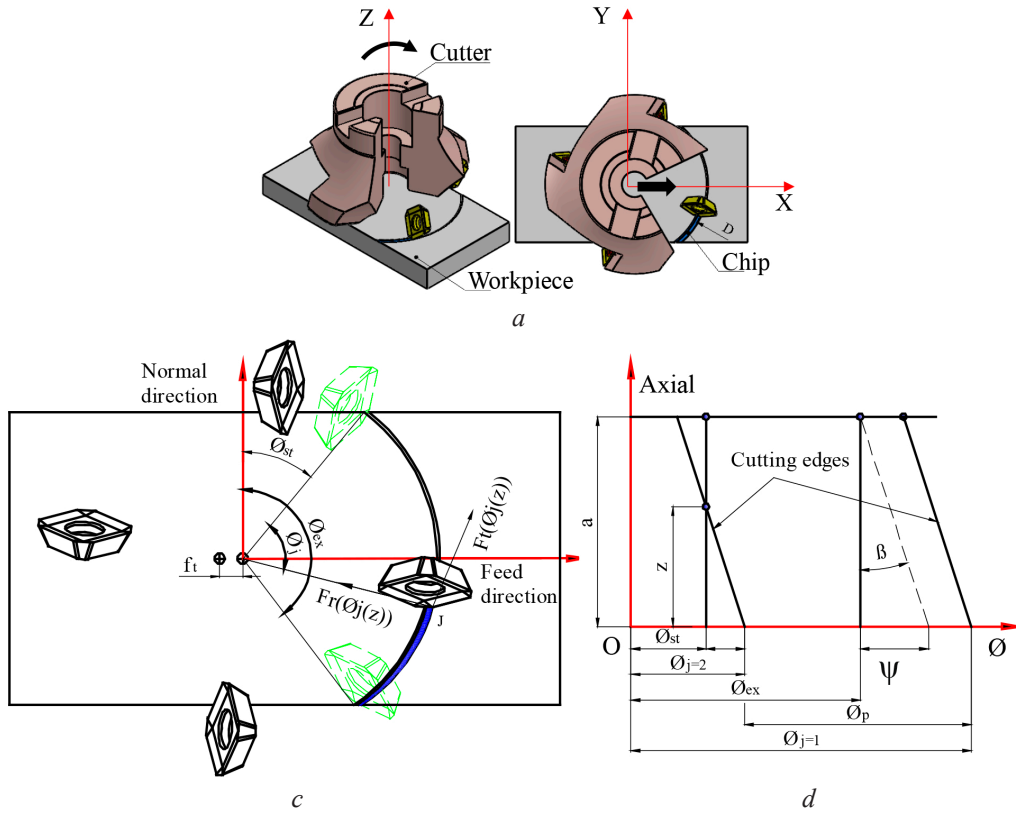 Z
Cutter
Workpiece
Y
X
D
Chip
a
Normal
direction
Øst
Øex
Øj
ft
Fr(Øj(z))
Ft(Øj(z))
J
Feed
direction
c
Axial
Cutting edges
a
z
ß
O
Øst
Ø
Øj=2
ψ
Øex
Øp
Øj=1
d